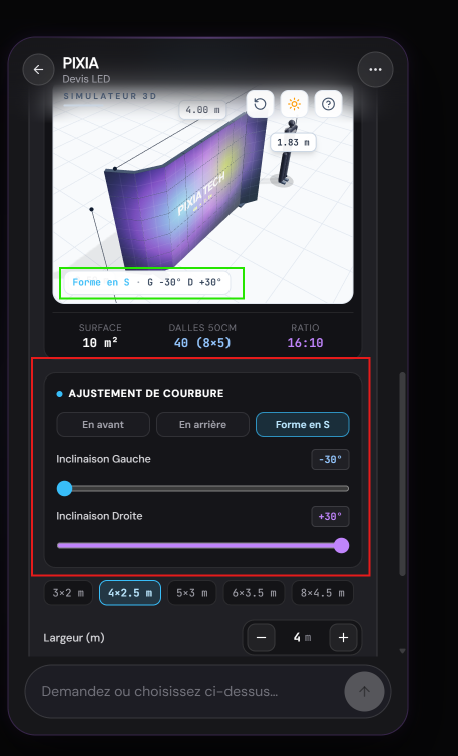 PIXIA
Devis LED
SIMULATEUR 3D
4.00 m
1.83 m
PIXIA TECH
Forme en S · G -30° D +30°
SURFACE DALLES 50CM RATIO
10 m² 40 (8×5) 16:10
AJUSTEMENT DE COURBURE
En avant En arrière Forme en S
Inclinaison Gauche -30°
Inclinaison Droite +30°
3×2 m 4×2.5 m 5×3 m 6×3.5 m 8×4.5 m
Largeur (m) − 4 m +
Demandez ou choisissez ci-dessus...